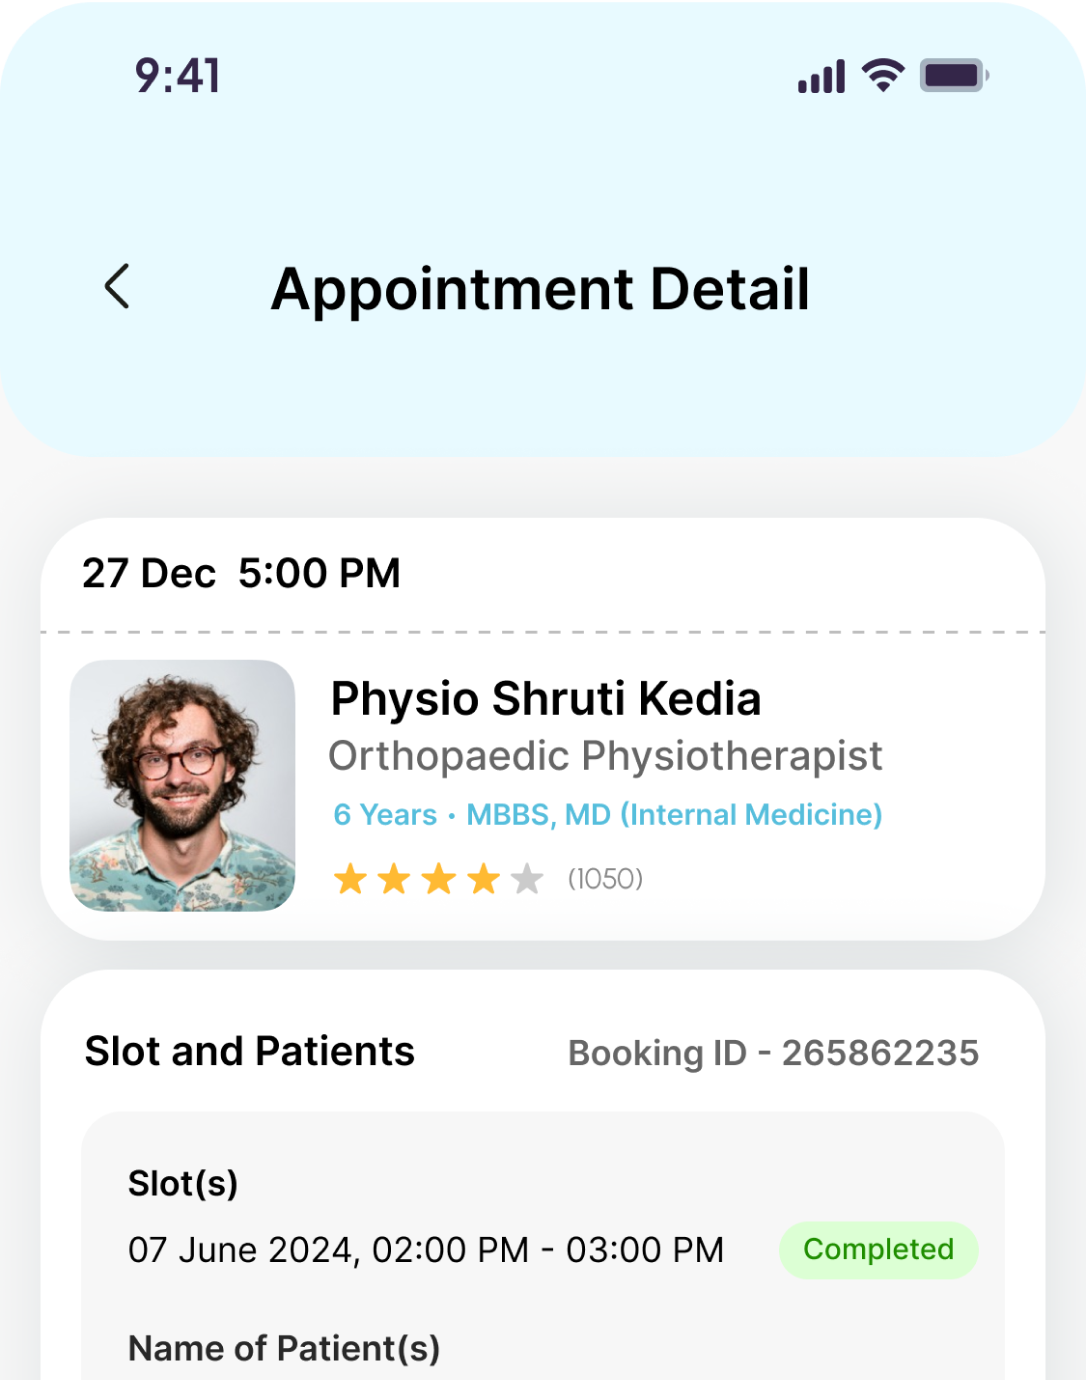 9:41
Appointment Detail
27 Dec 5:00 PM
Physio Shruti Kedia
Orthopaedic Physiotherapist
6 Years • MBBS, MD (Internal Medicine)
(1050)
Slot and Patients
Booking ID - 265862235
Slot(s)
07 June 2024, 02:00 PM - 03:00 PM
Completed
Name of Patient(s)